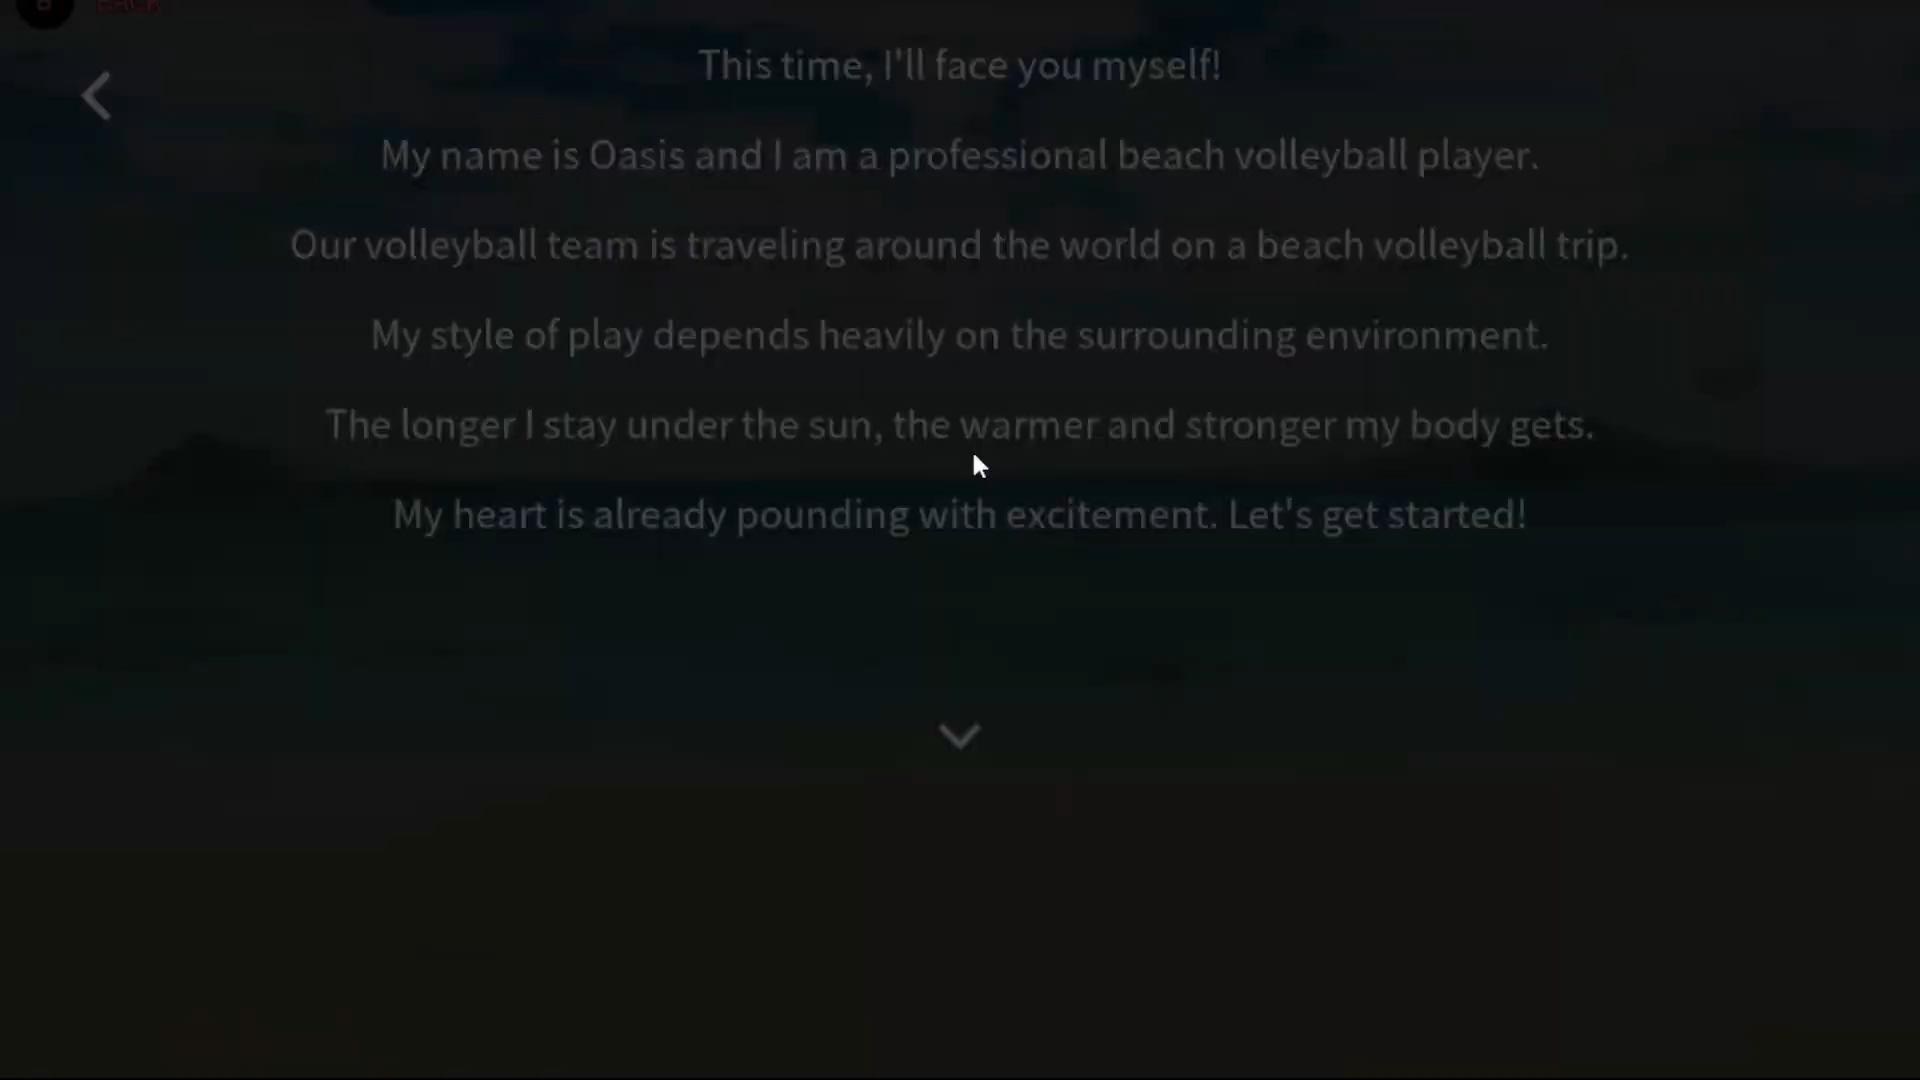 BACK
This time, I'll face you myself!
My name is Oasis and I am a professional beach volleyball player.
Our volleyball team is traveling around the world on a beach volleyball trip.
My style of play depends heavily on the surrounding environment.
The longer I stay under the sun, the warmer and stronger my body gets.
My heart is already pounding with excitement. Let's get started!